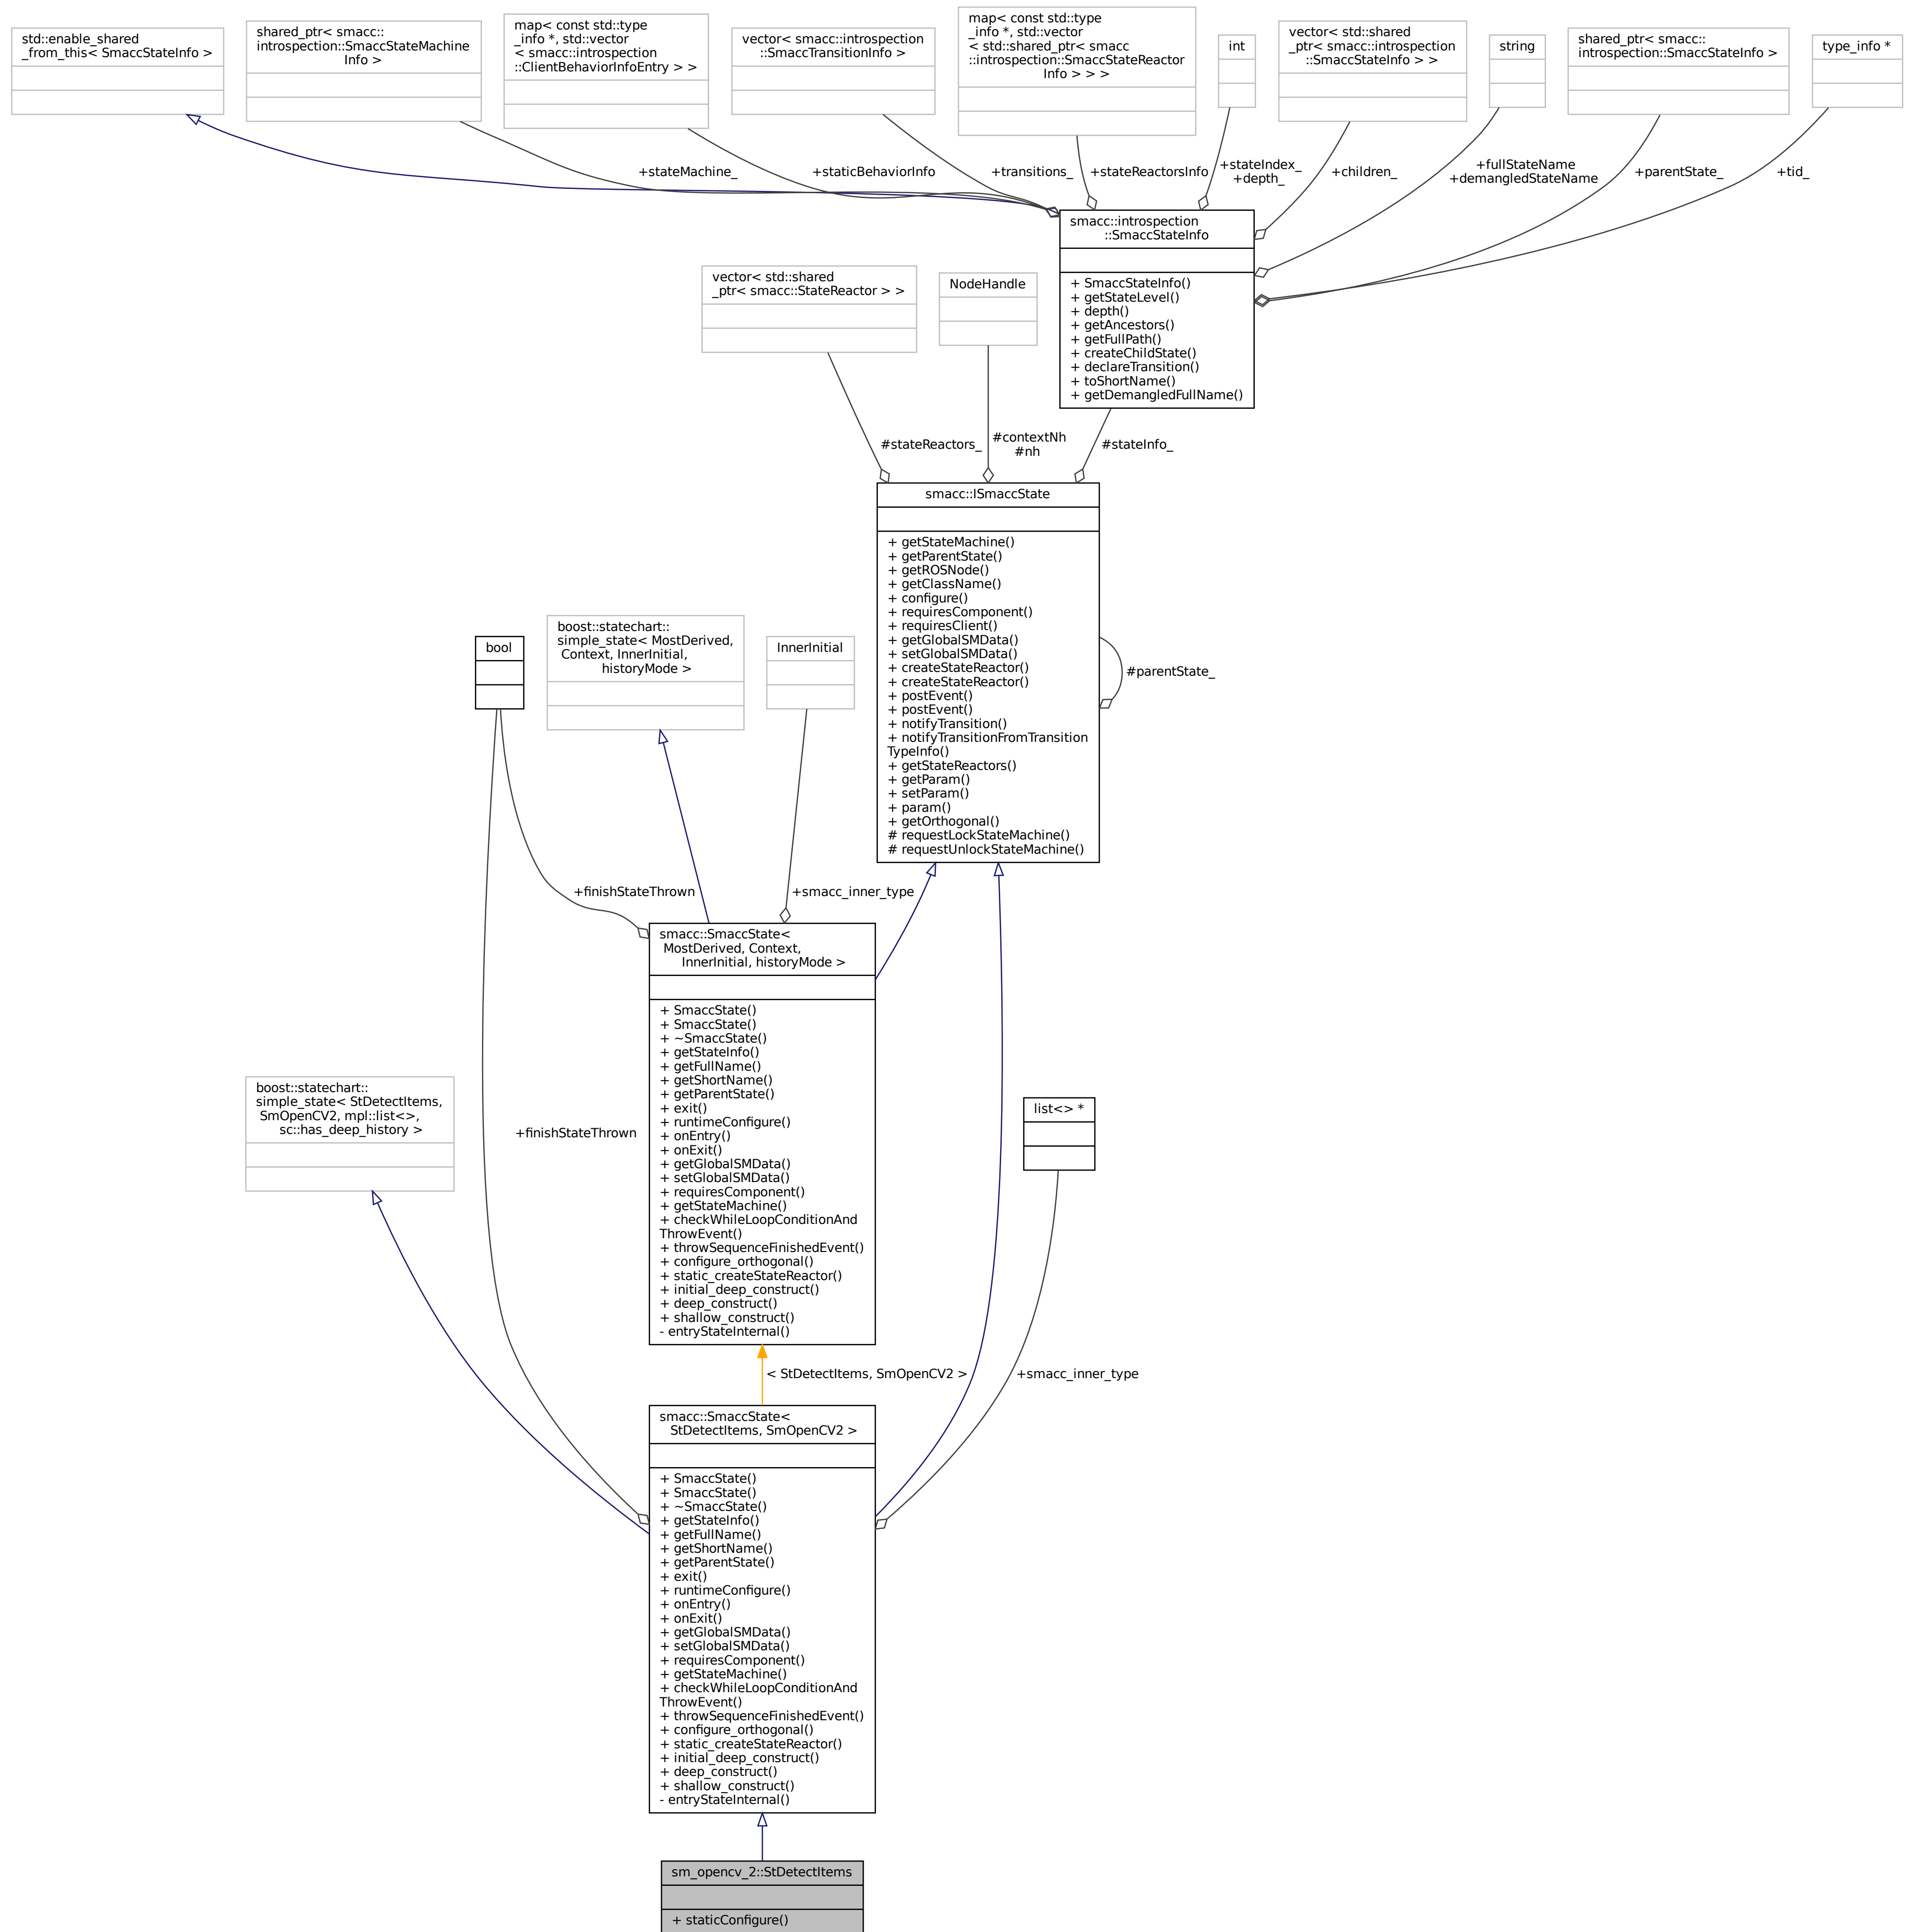 std::enable_shared
_from_this< SmaccStateInfo >
shared_ptr< smacc::
introspection::SmaccStateMachine
Info >
map< const std::type
_info *, std::vector
< smacc::introspection
::ClientBehaviorInfoEntry > >
vector< smacc::introspection
::SmaccTransitionInfo >
map< const std::type
_info *, std::vector
< std::shared_ptr< smacc
::introspection::SmaccStateReactor
Info > > >
int
vector< std::shared
_ptr< smacc::introspection
::SmaccStateInfo > >
string
shared_ptr< smacc::
introspection::SmaccStateInfo >
type_info *
+stateMachine_
+staticBehaviorInfo
+transitions_
+stateReactorsInfo
+stateIndex_
+depth_
+children_
+fullStateName
+demangledStateName
+parentState_
+tid_
smacc::introspection
::SmaccStateInfo
+ SmaccStateInfo()
+ getStateLevel()
+ depth()
+ getAncestors()
+ getFullPath()
+ createChildState()
+ declareTransition()
+ toShortName()
+ getDemangledFullName()
vector< std::shared
_ptr< smacc::StateReactor > >
NodeHandle
#stateReactors_
#contextNh
#nh
#stateInfo_
smacc::ISmaccState
+ getStateMachine()
+ getParentState()
+ getROSNode()
+ getClassName()
+ configure()
+ requiresComponent()
+ requiresClient()
+ getGlobalSMData()
+ setGlobalSMData()
+ createStateReactor()
+ createStateReactor()
+ postEvent()
+ postEvent()
+ notifyTransition()
+ notifyTransitionFromTransition
TypeInfo()
+ getStateReactors()
+ getParam()
+ setParam()
+ param()
+ getOrthogonal()
# requestLockStateMachine()
# requestUnlockStateMachine()
#parentState_
bool
boost::statechart::
simple_state< MostDerived,
Context, InnerInitial,
historyMode >
InnerInitial
+finishStateThrown
+smacc_inner_type
smacc::SmaccState<
MostDerived, Context,
InnerInitial, historyMode >
+ SmaccState()
+ SmaccState()
+ ~SmaccState()
+ getStateInfo()
+ getFullName()
+ getShortName()
+ getParentState()
+ exit()
+ runtimeConfigure()
+ onEntry()
+ onExit()
+ getGlobalSMData()
+ setGlobalSMData()
+ requiresComponent()
+ getStateMachine()
+ checkWhileLoopConditionAnd
ThrowEvent()
+ throwSequenceFinishedEvent()
+ configure_orthogonal()
+ static_createStateReactor()
+ initial_deep_construct()
+ deep_construct()
+ shallow_construct()
- entryStateInternal()
boost::statechart::
simple_state< StDetectItems,
SmOpenCV2, mpl::list<>,
sc::has_deep_history >
+finishStateThrown
list<> *
< StDetectItems, SmOpenCV2 >
+smacc_inner_type
smacc::SmaccState<
StDetectItems, SmOpenCV2 >
+ SmaccState()
+ SmaccState()
+ ~SmaccState()
+ getStateInfo()
+ getFullName()
+ getShortName()
+ getParentState()
+ exit()
+ runtimeConfigure()
+ onEntry()
+ onExit()
+ getGlobalSMData()
+ setGlobalSMData()
+ requiresComponent()
+ getStateMachine()
+ checkWhileLoopConditionAnd
ThrowEvent()
+ throwSequenceFinishedEvent()
+ configure_orthogonal()
+ static_createStateReactor()
+ initial_deep_construct()
+ deep_construct()
+ shallow_construct()
- entryStateInternal()
sm_opencv_2::StDetectItems
+ staticConfigure()